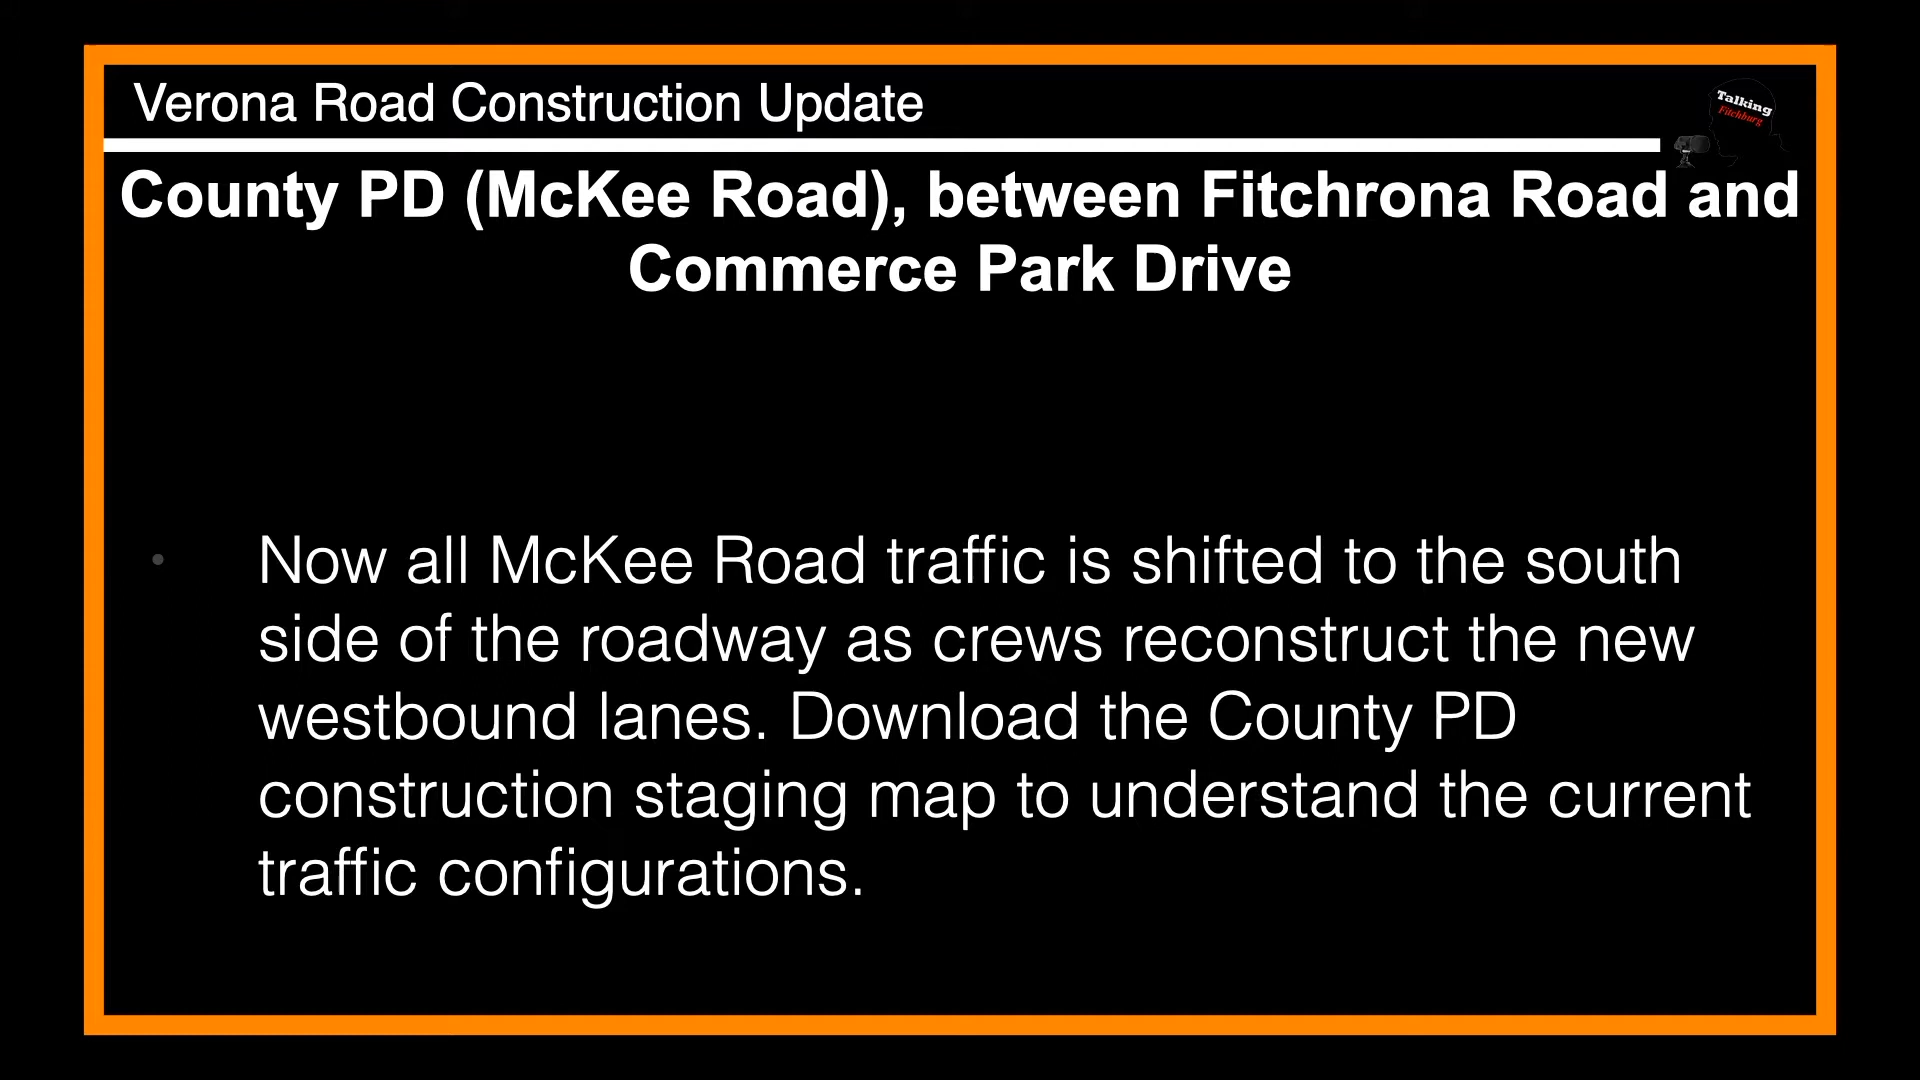 Verona Road Construction Update
Talking
Fitchburg
County PD (McKee Road), between Fitchrona Road and
Commerce Park Drive
• Now all McKee Road traffic is shifted to the south
side of the roadway as crews reconstruct the new
westbound lanes. Download the County PD
construction staging map to understand the current
traffic configurations.